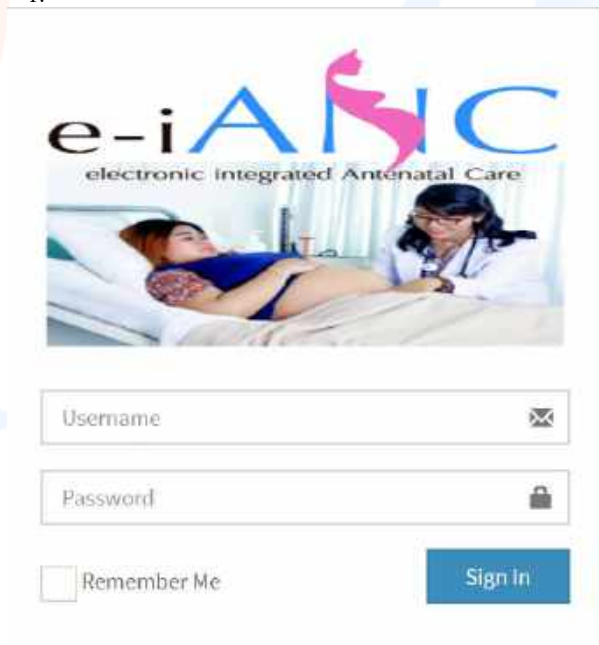 e-iANC
electronic integrated Antenatal Care
Username
Password
Remember Me
Sign In